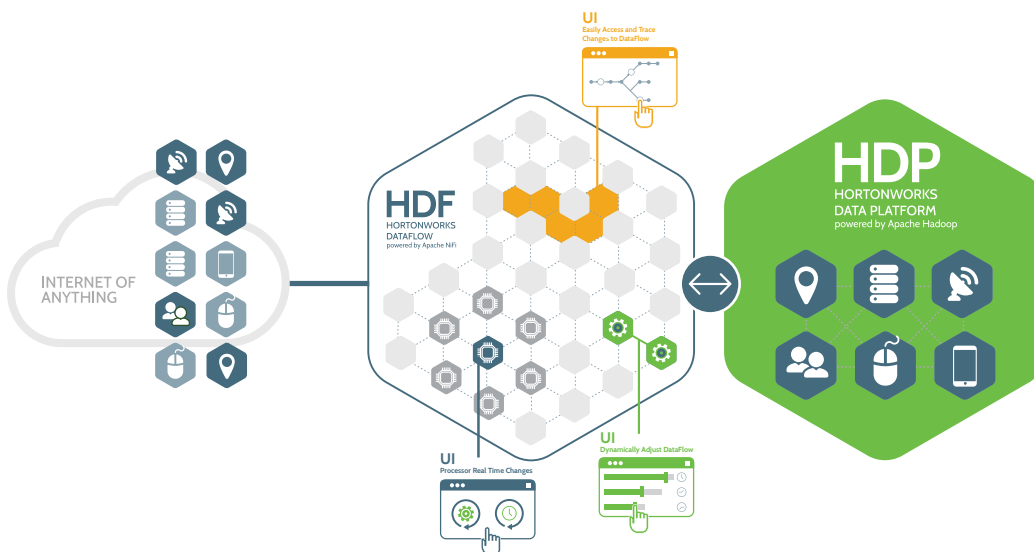 UI
Easily Access and Trace
Changes to DataFlow
INTERNET OF
ANYTHING
HDF
HORTONWORKS
DATAFLOW
powered by Apache NiFi
HDP
HORTONWORKS
DATA PLATFORM
powered by Apache Hadoop
UI
Processor Real Time Changes
UI
Dynamically Adjust DataFlow